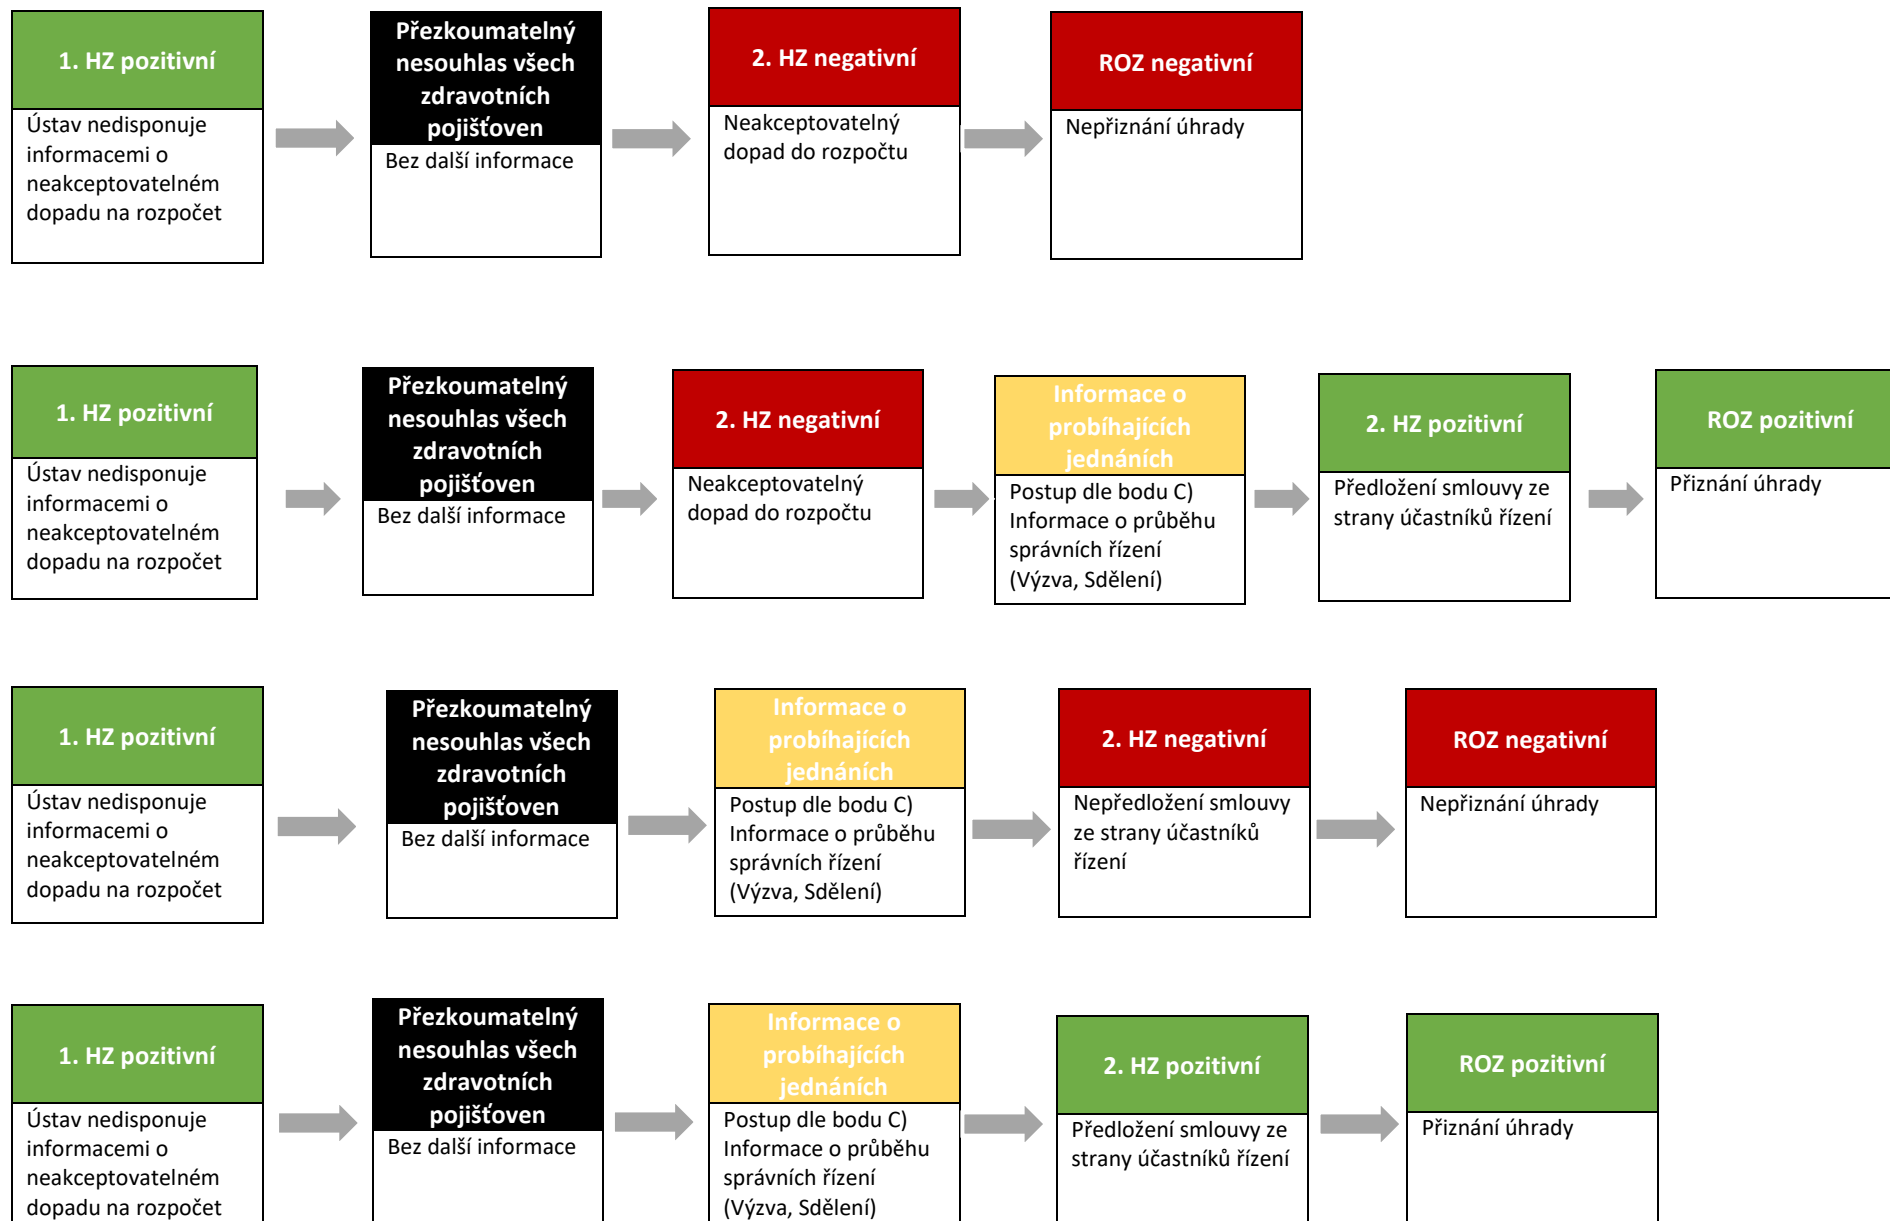 1. HZ pozitivní
Ústav nedisponuje
informacemi o
neakceptovatelném
dopadu na rozpočet
Přezkoumatelný
nesouhlas všech
zdravotních
pojišťoven
Bez další informace
2. HZ negativní
Neakceptovatelný
dopad do rozpočtu
ROZ negativní
Nepřiznání úhrady
1. HZ pozitivní
Ústav nedisponuje
informacemi o
neakceptovatelném
dopadu na rozpočet
Přezkoumatelný
nesouhlas všech
zdravotních
pojišťoven
Bez další informace
2. HZ negativní
Neakceptovatelný
dopad do rozpočtu
Informace o
probíhajících
jednáních
Postup dle bodu C)
Informace o průběhu
správních řízení
(Výzva, Sdělení)
2. HZ pozitivní
Předložení smlouvy ze
strany účastníků řízení
ROZ pozitivní
Přiznání úhrady
1. HZ pozitivní
Ústav nedisponuje
informacemi o
neakceptovatelném
dopadu na rozpočet
Přezkoumatelný
nesouhlas všech
zdravotních
pojišťoven
Bez další informace
Informace o
probíhajících
jednáních
Postup dle bodu C)
Informace o průběhu
správních řízení
(Výzva, Sdělení)
2. HZ negativní
Nepředložení smlouvy
ze strany účastníků
řízení
ROZ negativní
Nepřiznání úhrady
1. HZ pozitivní
Ústav nedisponuje
informacemi o
neakceptovatelném
dopadu na rozpočet
Přezkoumatelný
nesouhlas všech
zdravotních
pojišťoven
Bez další informace
Informace o
probíhajících
jednáních
Postup dle bodu C)
Informace o průběhu
správních řízení
(Výzva, Sdělení)
2. HZ pozitivní
Předložení smlouvy ze
strany účastníků řízení
ROZ pozitivní
Přiznání úhrady